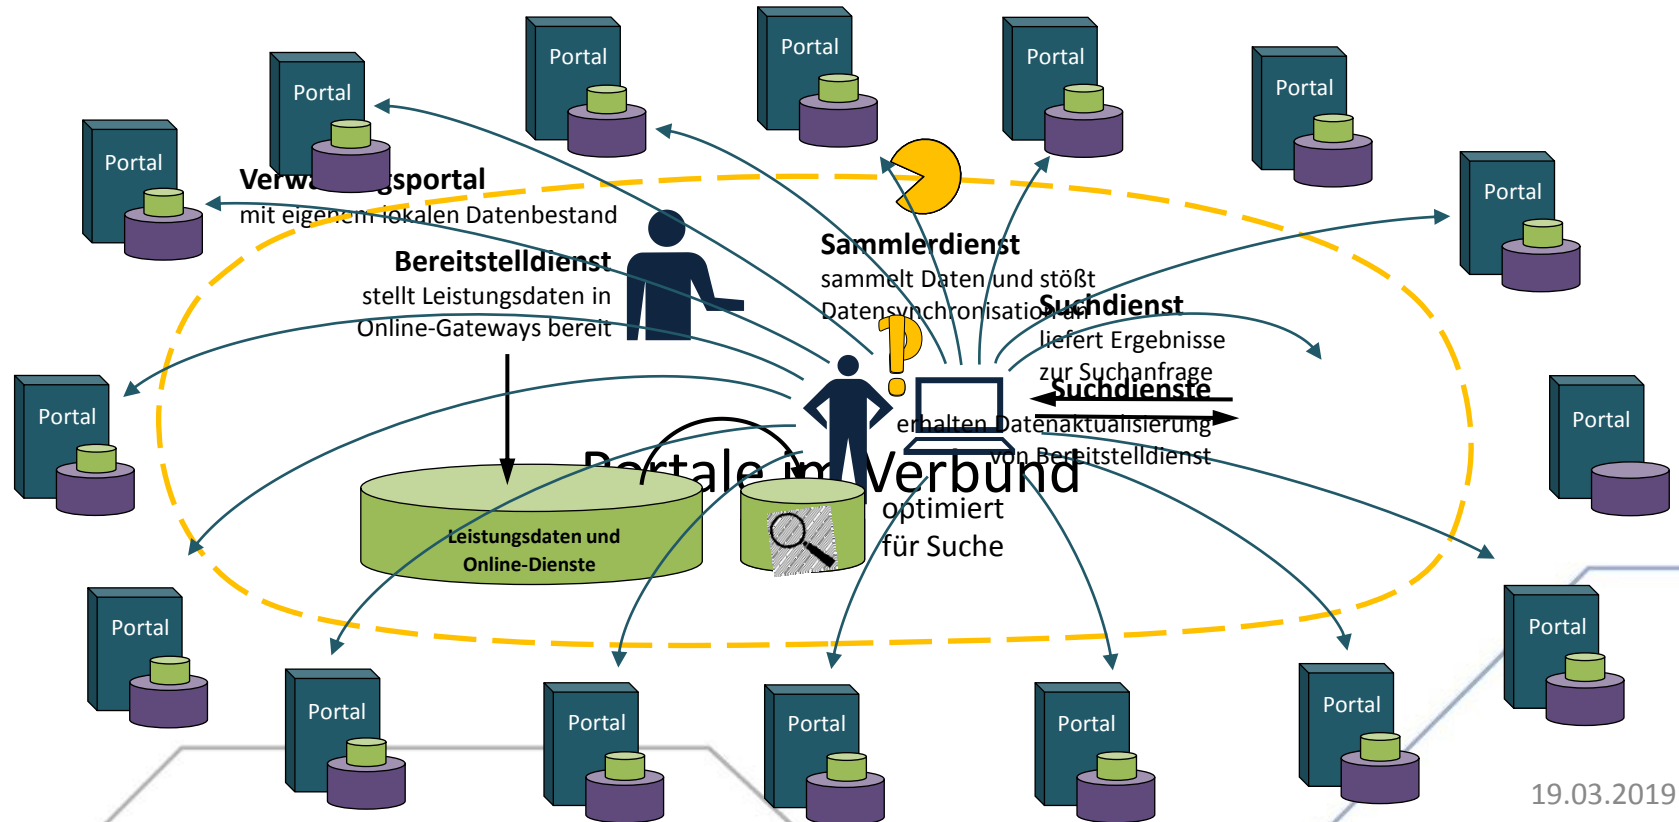 Portal
Portal
Portal
Portal
Portal
Portal
Portal
Portal
Verwaltungsportal
mit eigenem lokalen Datenbestand
Bereitstelldienst
stellt Leistungsdaten in
Online-Gateways bereit
Sammlerdienst
sammelt Daten und stößt
Datensynchronisation an
Suchdienst
liefert Ergebnisse
zur Suchanfrage
Suchdienste
erhalten Datenaktualisierung
von Bereitstelldienst
Portal
Portal
Portale im Verbund
optimiert
für Suche
Leistungsdaten und
Online-Dienste
Portal
Portal
Portal
Portal
Portal
Portal
Portal
19.03.2019